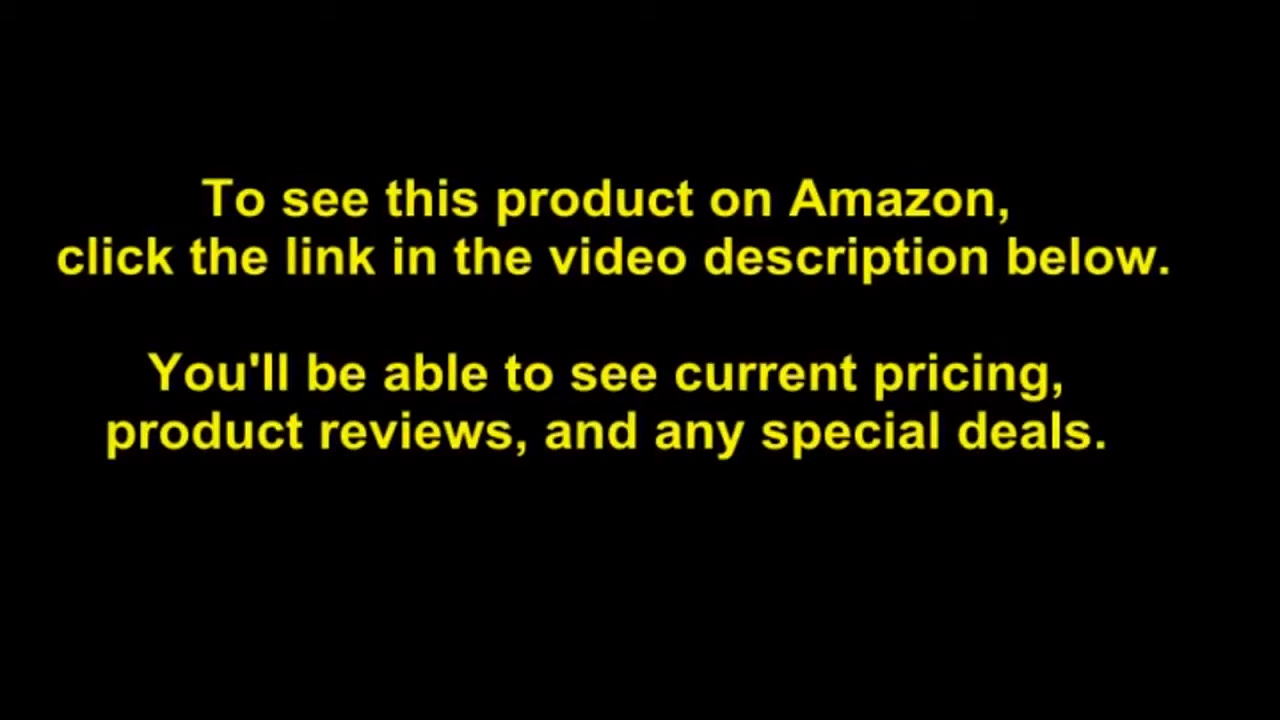 To see this product on Amazon,
click the link in the video description below.
You'll be able to see current pricing,
product reviews, and any special deals.